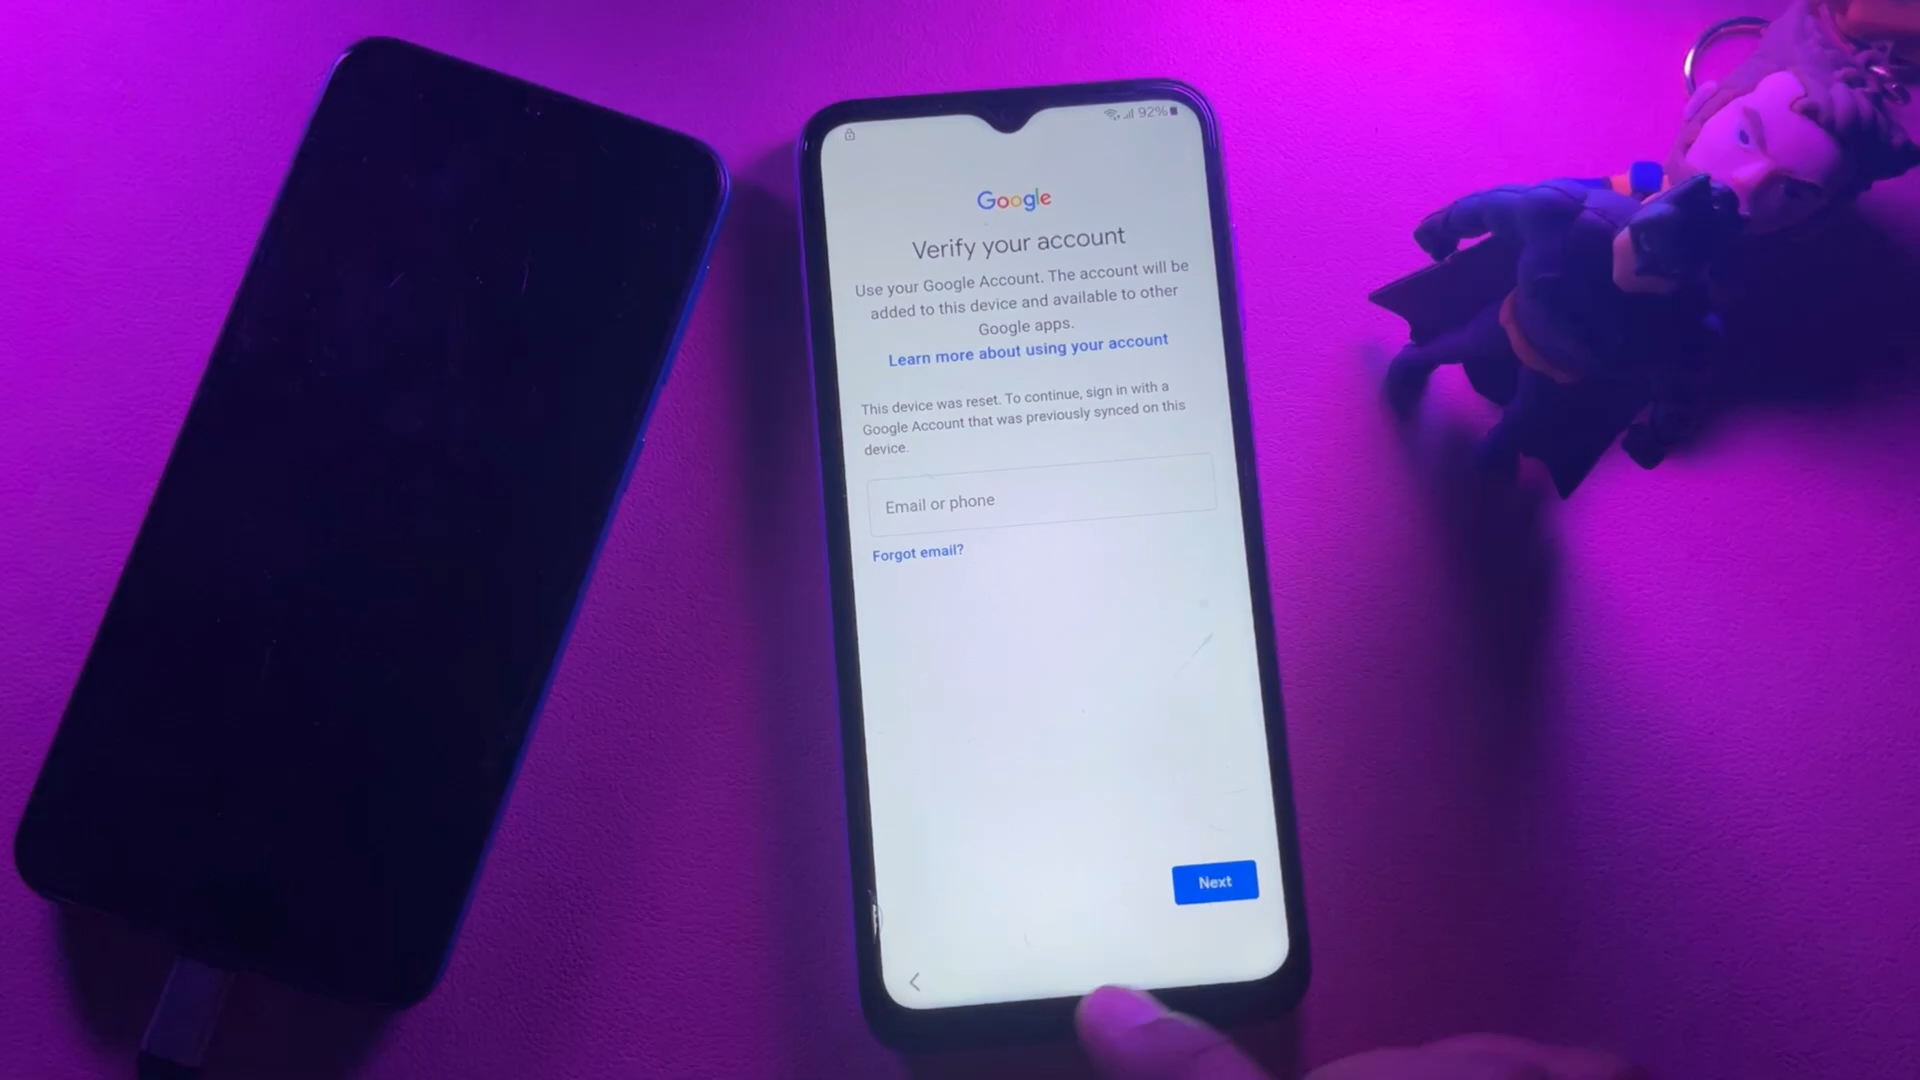 92%
Google
Verify your account
Use your Google Account. The account will be
added to this device and available to other
Google apps.
Learn more about using your account
This device was reset. To continue, sign in with a
Google Account that was previously synced on this
device.
Email or phone
Forgot email?
Next